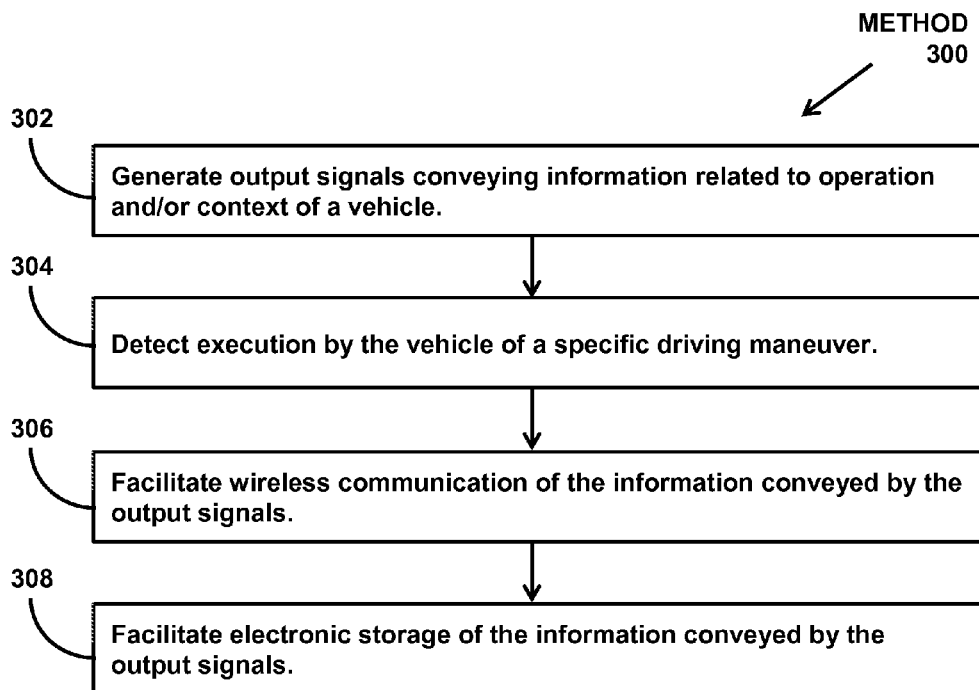 METHOD
300
302
Generate output signals conveying information related to operation
and/or context of a vehicle.
304
Detect execution by the vehicle of a specific driving maneuver.
306
Facilitate wireless communication of the information conveyed by the
output signals.
308
Facilitate electronic storage of the information conveyed by the
output signals.